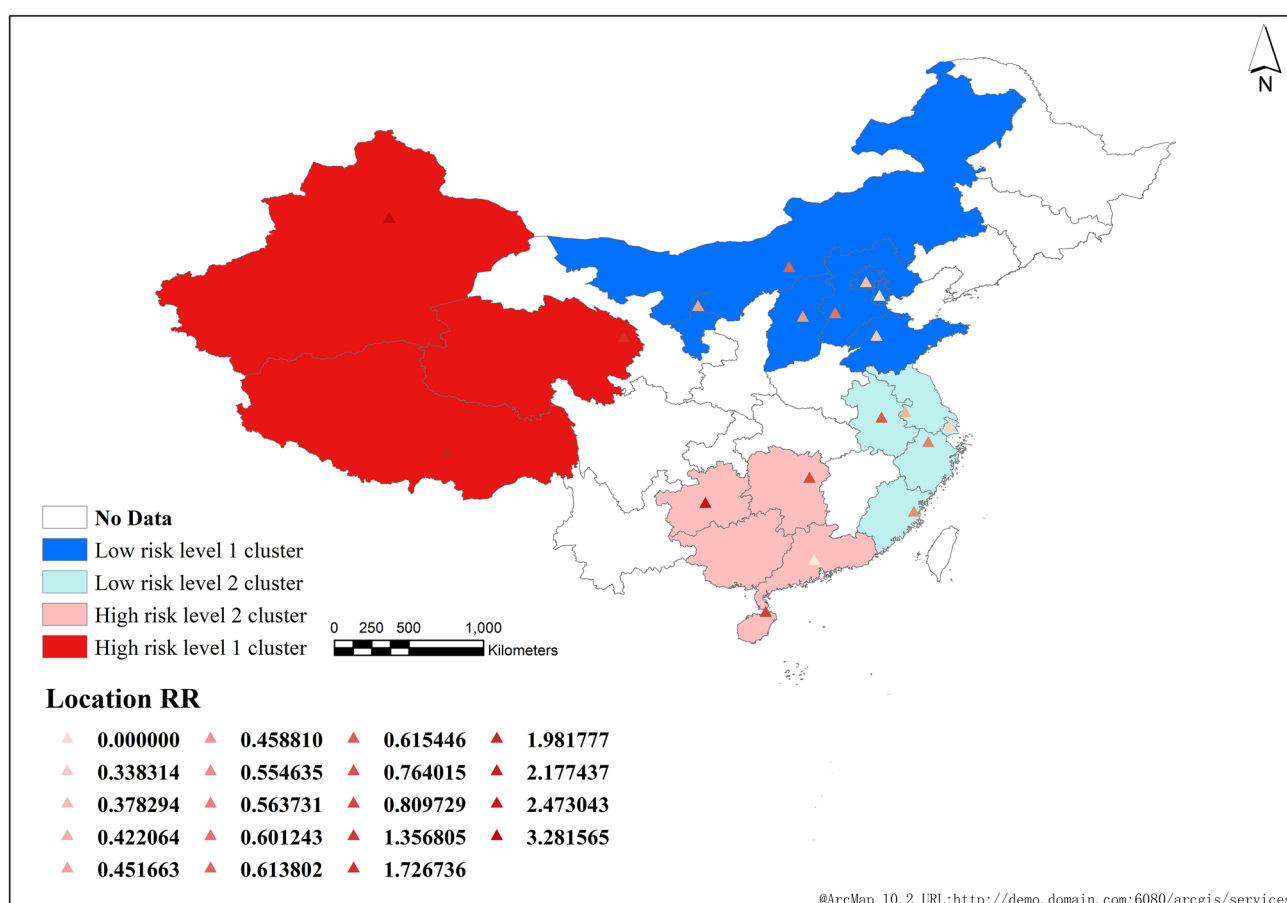 N
No Data
Low risk level 1 cluster
Low risk level 2 cluster
High risk level 2 cluster
High risk level 1 cluster
0 250 500 1,000
Kilometers
Location RR
0.000000 0.458810 0.615446 1.981777
0.338314 0.554635 0.764015 2.177437
0.378294 0.563731 0.809729 2.473043
0.422064 0.601243 1.356805 3.281565
0.451663 0.613802 1.726736
@ArcMap 10.2 URL:http://demo.domain.com:6080/arcgis/services